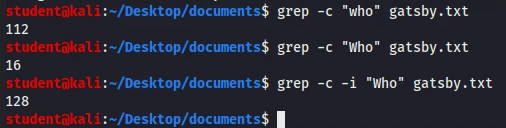 student@kali:~/Desktop/documents$ grep -c "who" gatsby.txt
112
student@kali:~/Desktop/documents$ grep -c "Who" gatsby.txt
16
student@kali:~/Desktop/documents$ grep -c -i "Who" gatsby.txt
128
student@kali:~/Desktop/documents$